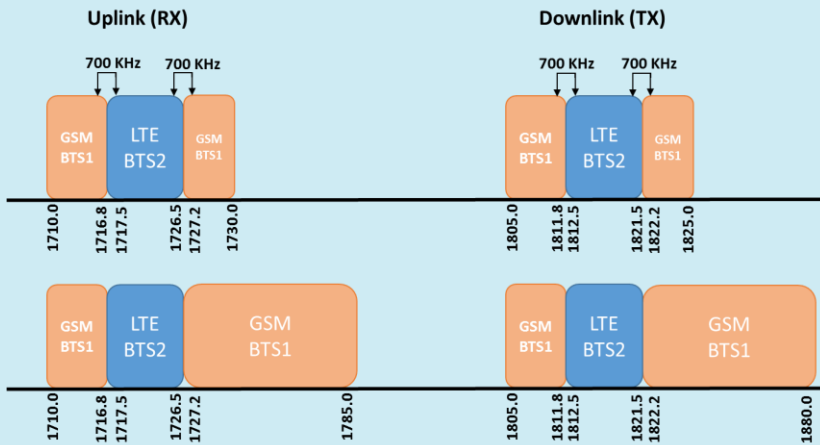 Uplink (RX)
Downlink (TX)
700 KHz
700 KHz
700 KHz
700 KHz
GSM
BTS1
LTE
BTS2
GSM
BTS1
GSM
BTS1
LTE
BTS2
GSM
BTS1
1710.0
1716.8
1717.5
1726.5
1727.2
1730.0
1805.0
1811.8
1812.5
1821.5
1822.2
1825.0
GSM
BTS1
LTE
BTS2
GSM
BTS1
GSM
BTS1
LTE
BTS2
GSM
BTS1
1710.0
1716.8
1717.5
1726.5
1727.2
1785.0
1805.0
1811.8
1812.5
1821.5
1822.2
1880.0